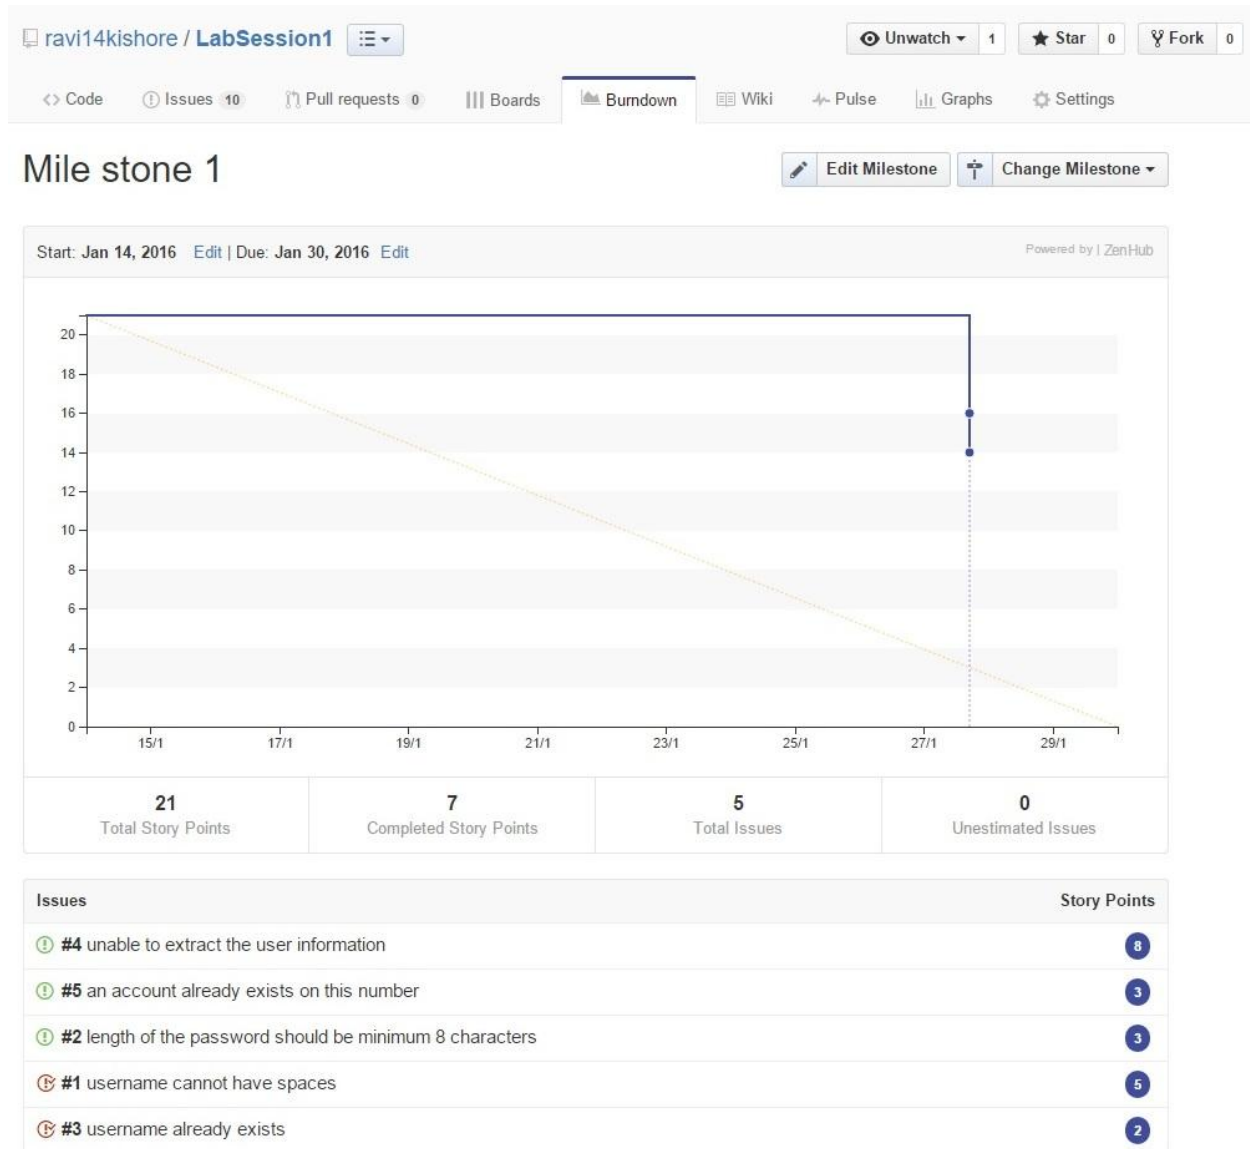 ravi14kishore / LabSession1 Unwatch 1 Star 0 Fork 0
Code Issues 10 Pull requests 0 Boards Burndown Wiki Pulse Graphs Settings
Mile stone 1 Edit Milestone Change Milestone
Start: Jan 14, 2016 Edit | Due: Jan 30, 2016 Edit Powered by | ZenHub
20
18
16
14
12
10
8
6
4
2
0
15/1 17/1 19/1 21/1 23/1 25/1 27/1 29/1
21 7 5 0
Total Story Points Completed Story Points Total Issues Unestimated Issues
Issues Story Points
#4 unable to extract the user information 8
#5 an account already exists on this number 3
#2 length of the password should be minimum 8 characters 3
#1 username cannot have spaces 5
#3 username already exists 2